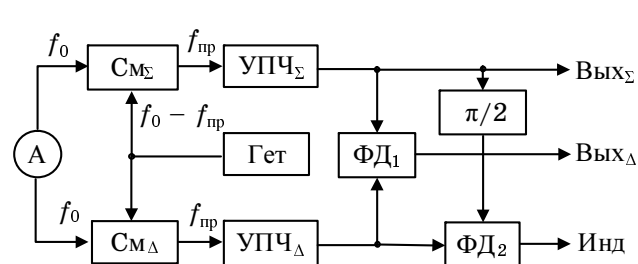 f₀
f_пр
См_Σ
УПЧ_Σ
Вых_Σ
π/2
f₀ − f_пр
А
Гет
ФД₁
Вых_Δ
f₀
f_пр
См_Δ
УПЧ_Δ
ФД₂
Инд